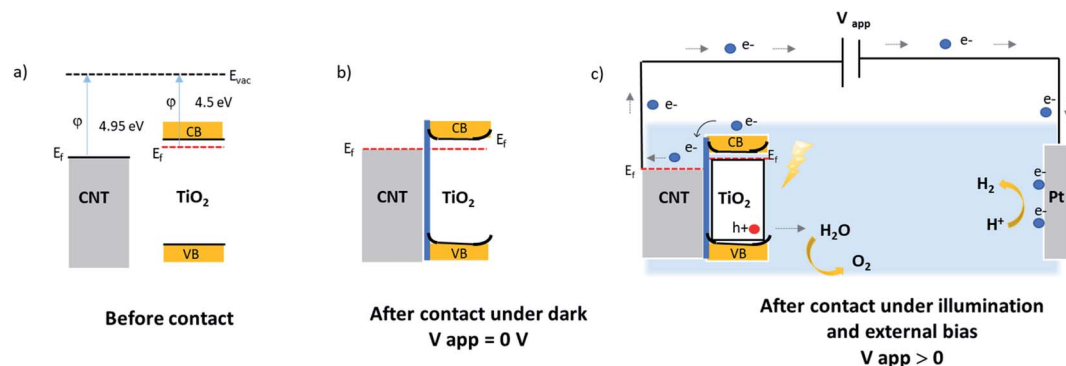 a)
E_vac
φ
4.95 eV
φ
4.5 eV
CB
E_f
E_f
CNT
TiO₂
VB
Before contact
b)
CB
E_f
E_f
CNT
TiO₂
VB
After contact under dark
V app = 0 V
c)
V app
e-
e-
e-
e-
e-
e-
CB
E_f
E_f
CNT
TiO₂
h+
VB
H₂O
O₂
H₂
H⁺
e-
e-
Pt
After contact under illumination
and external bias
V app > 0